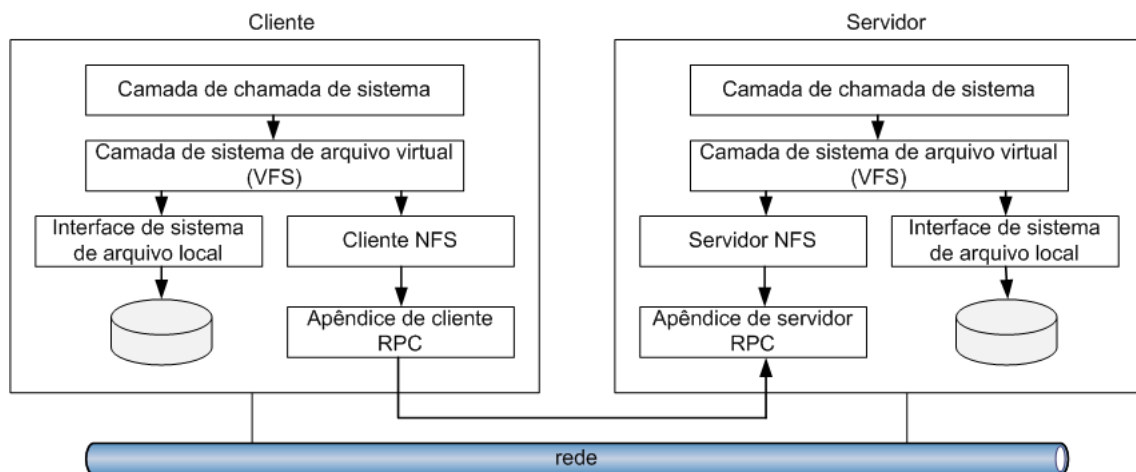 Cliente
Camada de chamada de sistema
Camada de sistema de arquivo virtual
(VFS)
Interface de sistema
de arquivo local
Cliente NFS
Apêndice de cliente
RPC
Servidor
Camada de chamada de sistema
Camada de sistema de arquivo virtual
(VFS)
Servidor NFS
Interface de sistema
de arquivo local
Apêndice de servidor
RPC
rede